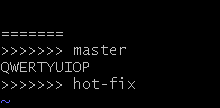 =======
>>>>>>> master
QWERTYUIOP
>>>>>>> hot-fix
~